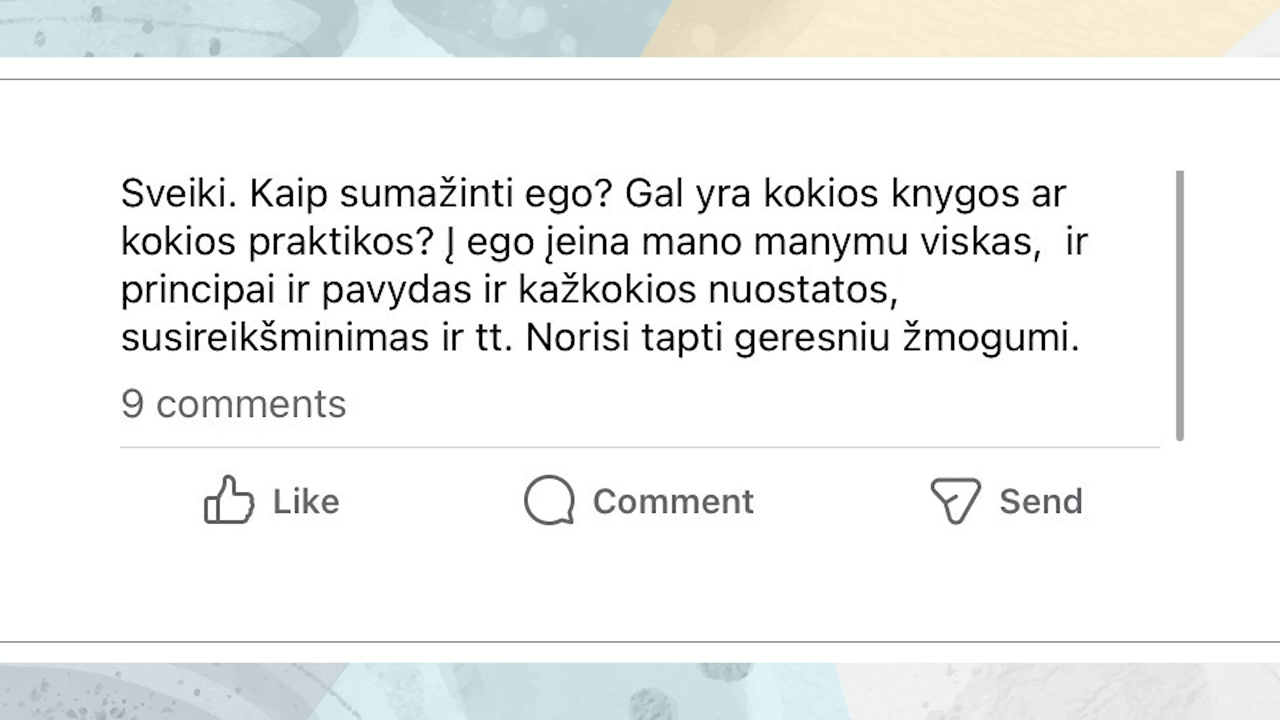 Sveiki. Kaip sumažinti ego? Gal yra kokios knygos ar
kokios praktikos? Į ego įeina mano manymu viskas,  ir
principai ir pavydas ir kažkokios nuostatos,
susireikšminimas ir tt. Norisi tapti geresniu žmogumi.
9 comments
Like
Comment
Send